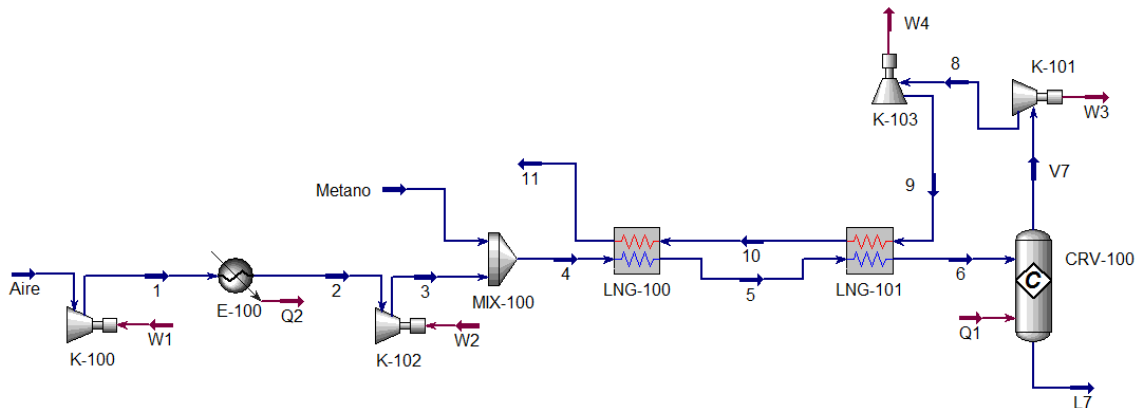 W4
8
K-101
W3
K-103
Metano
11
9
V7
10
Aire
1
2
3
4
5
6
CRV-100
E-100
Q2
MIX-100
LNG-100
LNG-101
K-100
W1
K-102
W2
Q1
C
L7